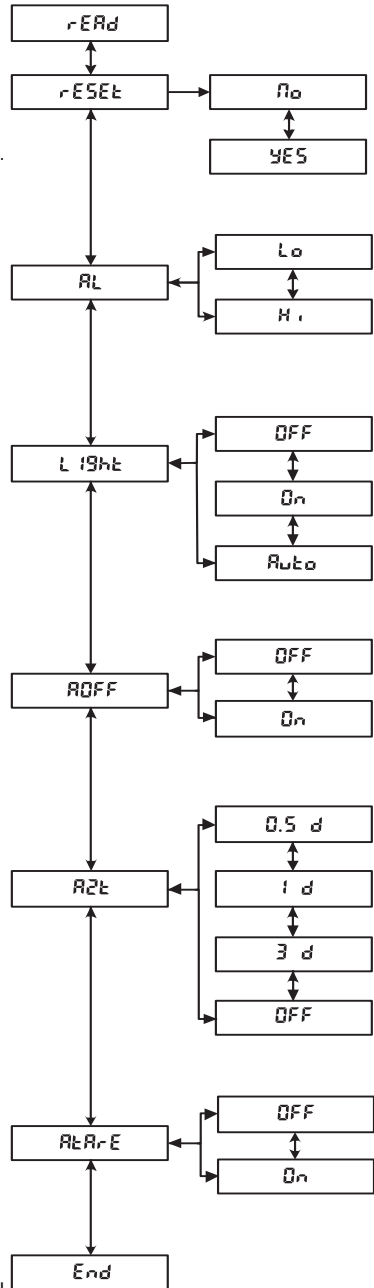 rEAd
rESEt
no
YES
AL
Lo
Hi
LIght
OFF
On
Auto
AOFF
OFF
On
AZt
0.5 d
1 d
3 d
OFF
AtArE
OFF
On
End